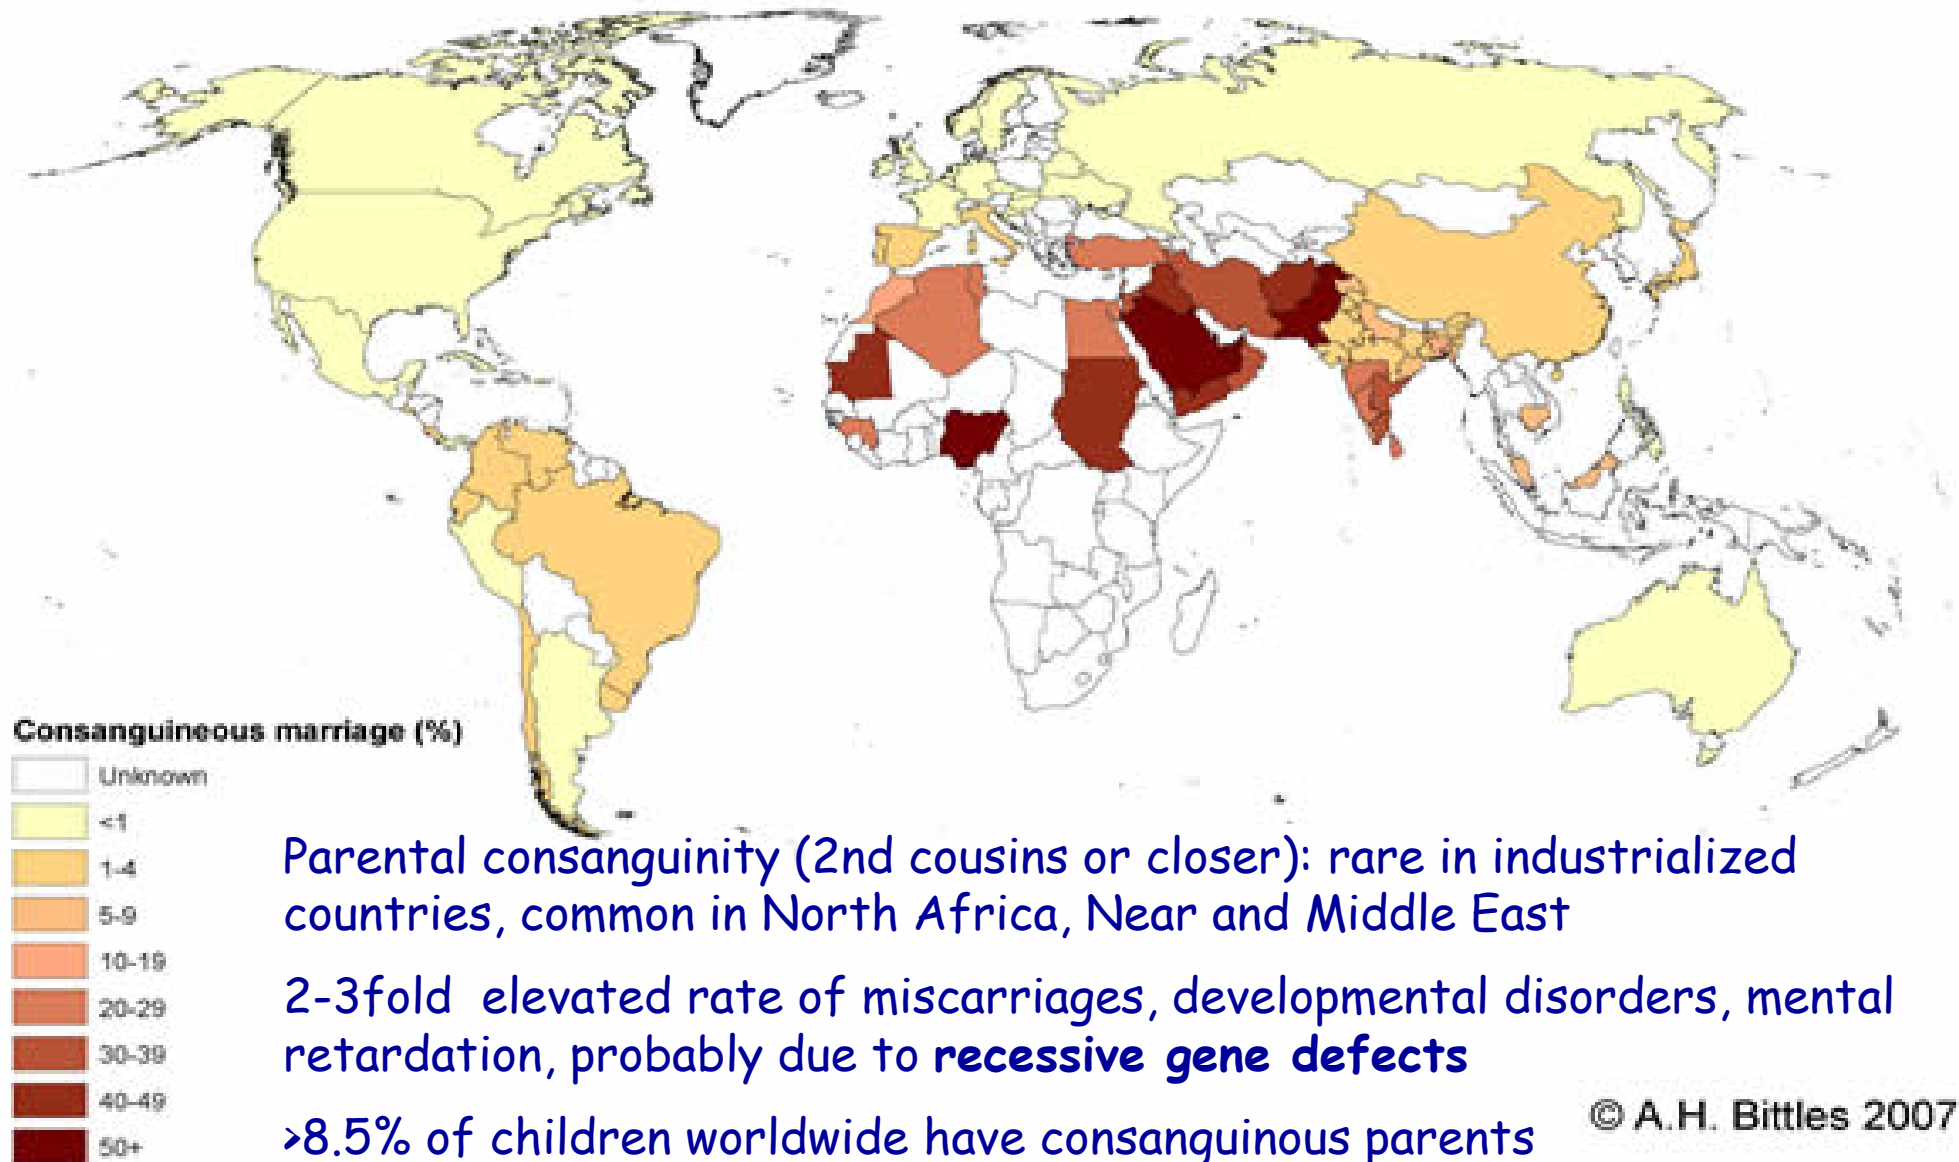 Consanguineous marriage (%)
Unknown
<1
1-4
5-9
10-19
20-29
30-39
40-49
50+
Parental consanguinity (2nd cousins or closer): rare in industrialized
countries, common in North Africa, Near and Middle East
2-3fold elevated rate of miscarriages, developmental disorders, mental
retardation, probably due to recessive gene defects
>8.5% of children worldwide have consanguinous parents
© A.H. Bittles 2007